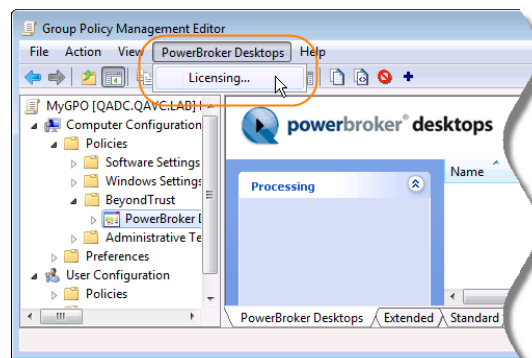 Group Policy Management Editor
File Action View PowerBroker Desktops Help
Licensing...
MyGPO [QADC.QAVC.LAB]
Computer Configuration
Policies
Software Settings
Windows Settings
BeyondTrust
PowerBroker
Administrative Te
Preferences
User Configuration
Policies
powerbroker® desktops
Processing
Name
PowerBroker Desktops Extended Standard